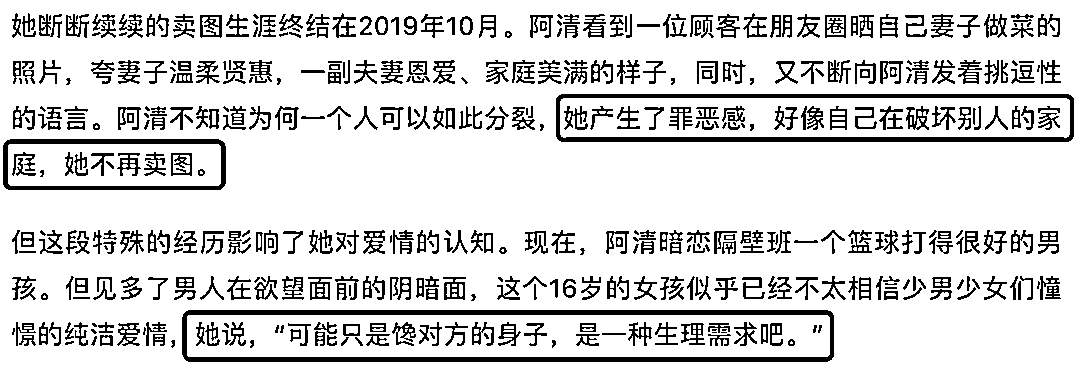 她断断续续的卖图生涯终结在2019年10月。阿清看到一位顾客在朋友圈晒自己妻子做菜的
照片，夸妻子温柔贤惠，一副夫妻恩爱、家庭美满的样子，同时，又不断向阿清发着挑逗性
的语言。阿清不知道为何一个人可以如此分裂，她产生了罪恶感，好像自己在破坏别人的家
庭，她不再卖图。
但这段特殊的经历影响了她对爱情的认知。现在，阿清暗恋隔壁班一个篮球打得很好的男
孩。但见多了男人在欲望面前的阴暗面，这个16岁的女孩似乎已经不太相信少男少女们憧
憬的纯洁爱情，她说，“可能只是馋对方的身子，是一种生理需求吧。”